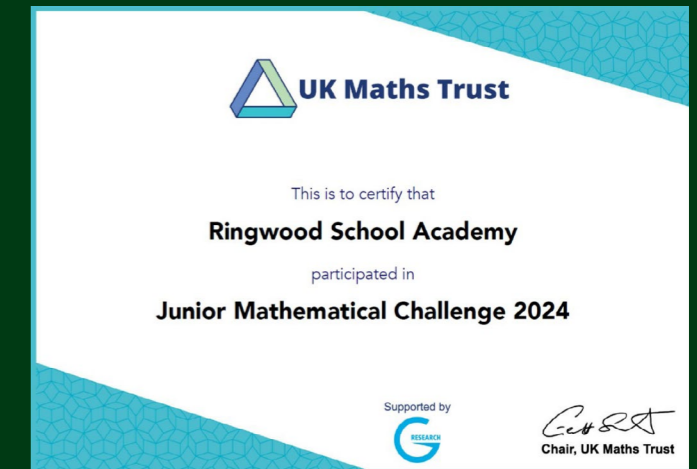 UK Maths Trust
This is to certify that
Ringwood School Academy
participated in
Junior Mathematical Challenge 2024
Supported by
G
RESEARCH
Chair, UK Maths Trust